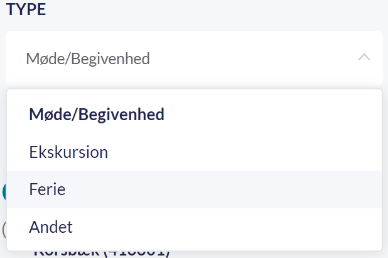 TYPE
Møde/Begivenhed
Møde/Begivenhed
Ekskursion
Ferie
Andet